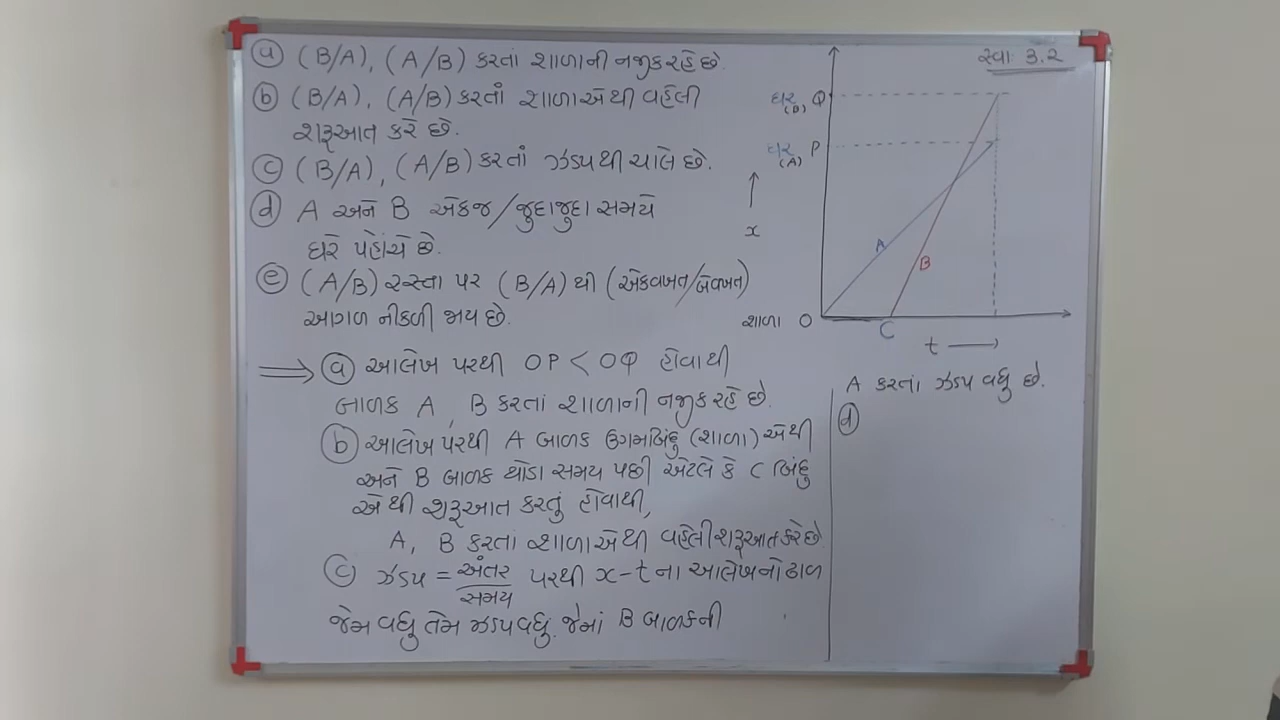 ⓐ (B/A), (A/B) કરતાં શાળાની નજીક રહે છે.
ⓑ (B/A), (A/B) કરતાં શાળાએથી વહેલી
શરૂઆત કરે છે.
ⓒ (B/A), (A/B) કરતાં ઝડપથી ચાલે છે.
ⓓ A અને B એકજ/જુદાજુદા સમયે
ઘરે પહોંચે છે.
ⓔ (A/B) રસ્તા પર (B/A) થી (એકવખત/બેવખત)
આગળ નીકળી જાય છે.
⟹ ⓐ આલેખ પરથી OP < OQ હોવાથી
બાળક A, B કરતાં શાળાની નજીક રહે છે.
ⓑ આલેખ પરથી A બાળક ઉગમબિંદુ (શાળા) એથી
અને B બાળક થોડા સમય પછી એટલે કે C બિંદુ
એ થી શરૂઆત કરતું હોવાથી,
A, B કરતા શાળાએથી વહેલી શરૂઆત કરે છે
ⓒ ઝડપ = અંતર/સમય પરથી x-t ના આલેખનો ઢાળ
જેમ વધુ તેમ ઝડપ વધુ. જેમાં B બાળકની
સ્વા: ૩.૨
ઘર (B) Q
ઘર (A) P
x
A
B
શાળા O
C
t →
A કરતાં ઝડપ વધુ છે.
ⓓ